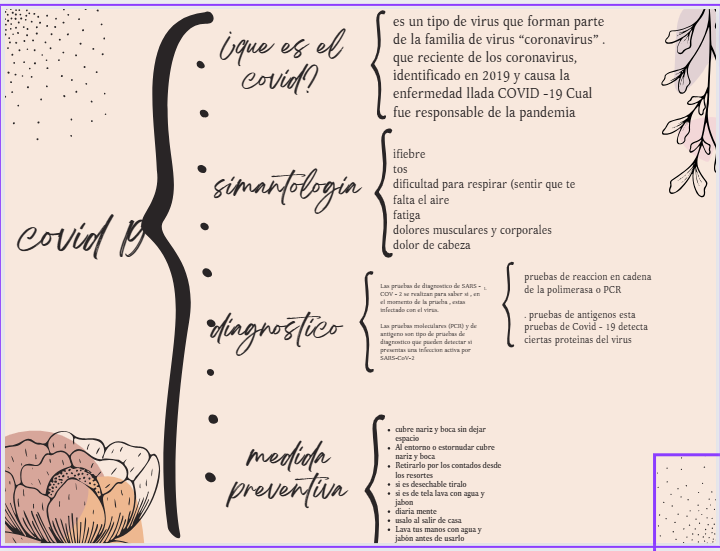 covid 19
¿que es el
covid?
es un tipo de virus que forman parte
de la familia de virus “coronavirus” .
que reciente de los coronavirus,
identificado en 2019 y causa la
enfermedad llada COVID -19 Cual
fue responsable de la pandemia
simantologia
ifiebre
tos
dificultad para respirar (sentir que te
falta el aire
fatiga
dolores musculares y corporales
dolor de cabeza
diagnostico
Las pruebas de diagnostico de SARS -
COV - 2 se realizan para saber si , en
el momento de la prueba , estas
infectado con el virus.
Las pruebas moleculares (PCR) y de
antigeno son tipo de pruebas de
diagnostico que pueden detectar si
presentas una infeccion activa por
SARS-CoV-2
pruebas de reaccion en cadena
de la polimerasa o PCR
. pruebas de antigenos esta
pruebas de Covid - 19 detecta
ciertas proteinas del virus
medida
preventiva
• cubre nariz y boca sin dejar
espacio
• Al entorno o estornudar cubre
nariz y boca
• Retirarlo por los contados desde
los resortes
• si es desechable tiralo
• si es de tela lava con agua y
jabon
• diaria mente
• usalo al salir de casa
• Lava tus manos con agua y
jabón antes de usarlo